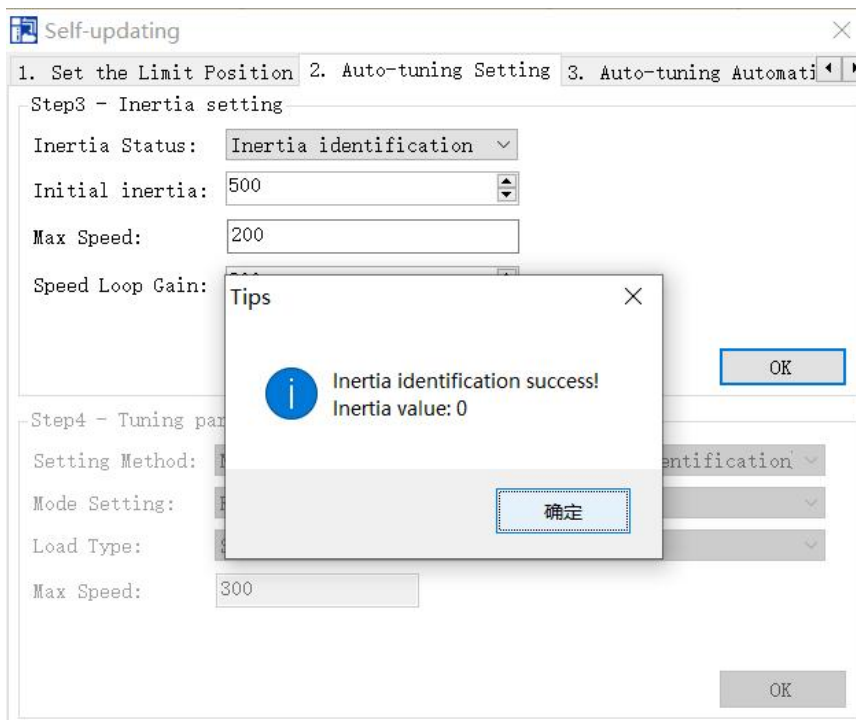 Self-updating
1. Set the Limit Position 2. Auto-tuning Setting 3. Auto-tuning Automati
Step3 - Inertia setting
Inertia Status: Inertia identification
Initial inertia: 500
Max Speed: 200
Speed Loop Gain:
Tips
Inertia identification success!
Inertia value: 0
确定
OK
Step4 - Tuning par
Setting Method: entification
Mode Setting:
Load Type:
Max Speed: 300
OK